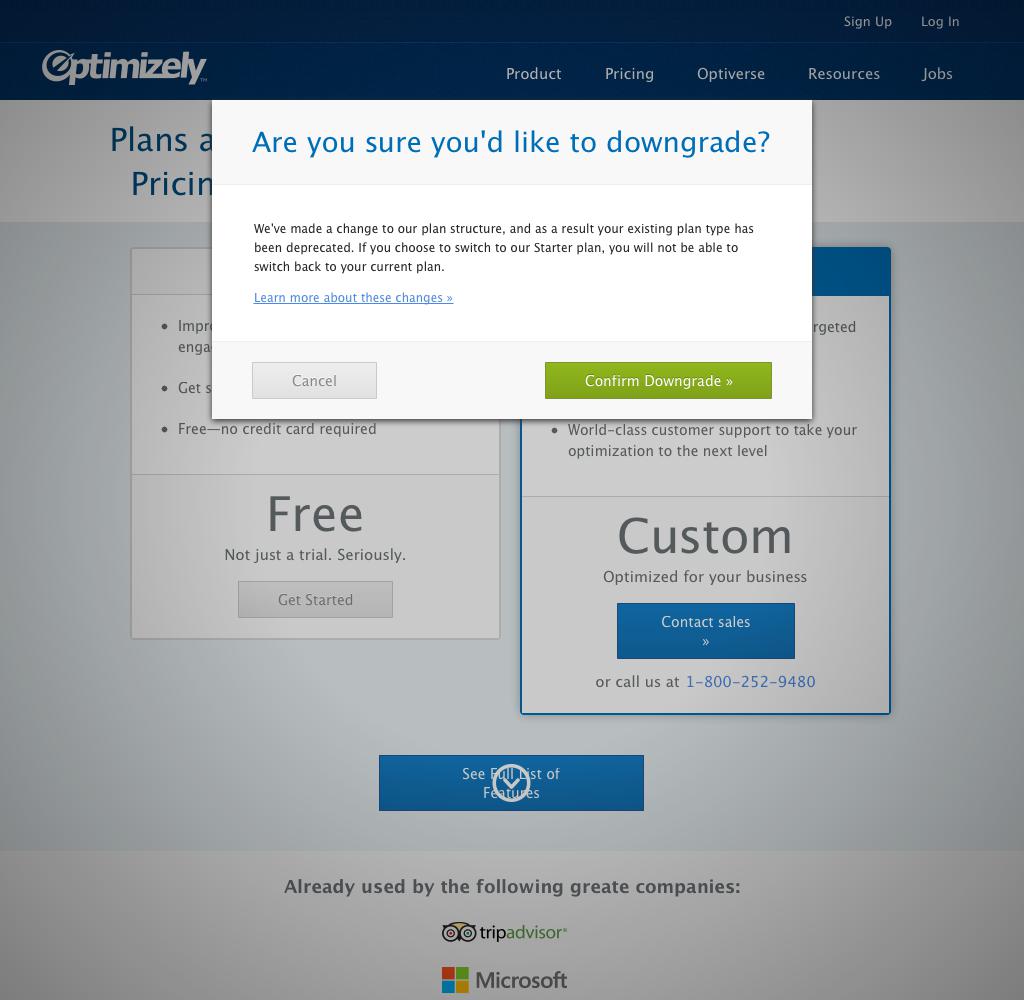 Sign Up Log In
Optimizely™
Product Pricing Optiverse Resources Jobs
Plans a
Pricin
Are you sure you'd like to downgrade?
We've made a change to our plan structure, and as a result your existing plan type has
been deprecated. If you choose to switch to our Starter plan, you will not be able to
switch back to your current plan.
Learn more about these changes »
Cancel
Confirm Downgrade »
• Impr
enga
• Get s
• Free—no credit card required
Free
Not just a trial. Seriously.
Get Started
rgeted
• World-class customer support to take your
optimization to the next level
Custom
Optimized for your business
Contact sales
»
or call us at 1-800-252-9480
See Full List of
Features
Already used by the following greate companies:
tripadvisor®
Microsoft